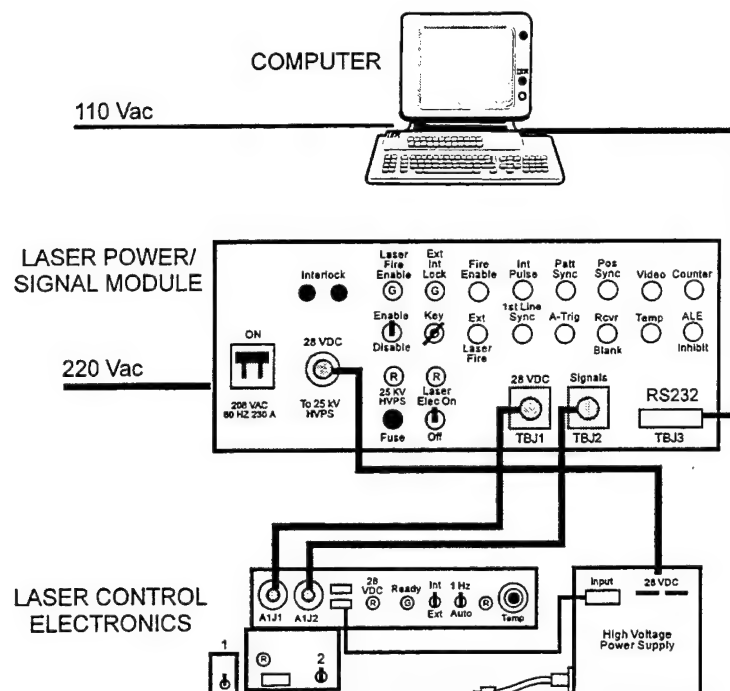 COMPUTER
110 Vac
LASER POWER/
SIGNAL MODULE
220 Vac
Interlock
Laser
Fire
Enable
G
Ext
Int
Lock
G
Fire
Enable
Int
Pulse
Patt
Sync
Pos
Sync
Video
Counter
Enable
Disable
Key
Ext
Laser
Fire
1st Line
Sync
A-Trig
Rcvr
Blank
Temp
ALE
Inhibit
ON
208 VAC
60 HZ 230 A
28 VDC
To 25 kV
HVPS
R
25 KV
HVPS
Fuse
R
Laser
Elec On
Off
28 VDC
TBJ1
Signals
TBJ2
RS232
TBJ3
LASER CONTROL
ELECTRONICS
A1J1
A1J2
28
VDC
R
Ready
G
Int
Ext
1 Hz
Auto
R
Temp
Input
28 VDC
High Voltage
Power Supply
1
R
2